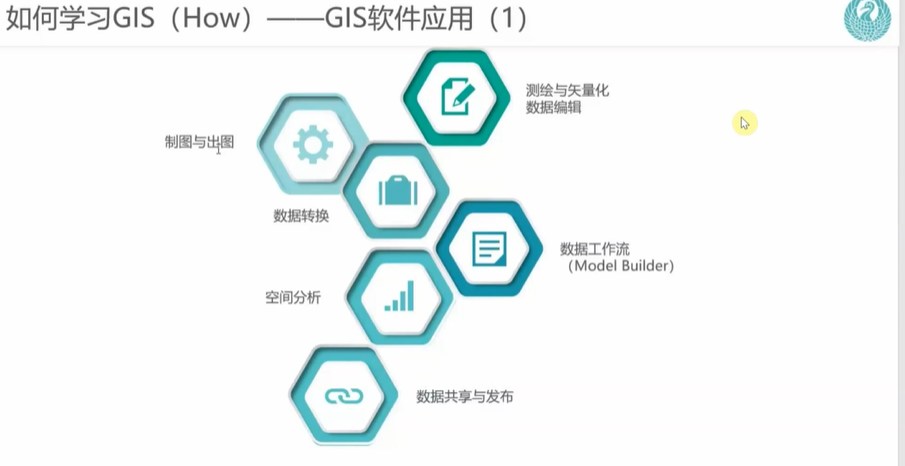 如何学习GIS（How）——GIS软件应用（1）
测绘与矢量化
数据编辑
制图与出图
数据转换
数据工作流
（Model Builder）
空间分析
数据共享与发布